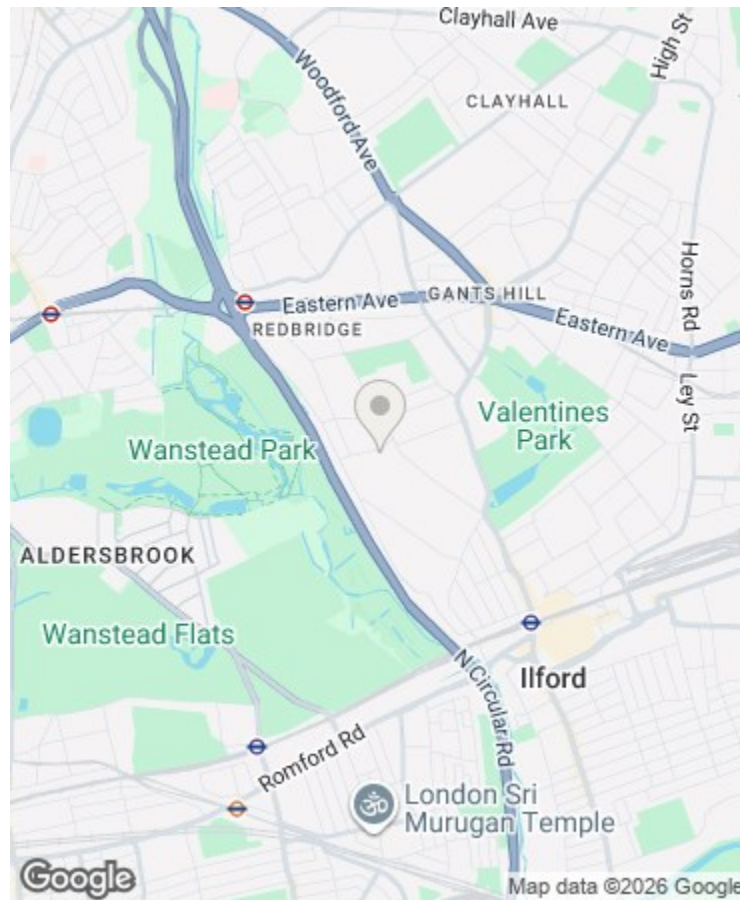 Clayhall Ave
High St
Woodford Ave
CLAYHALL
Horns Rd
Eastern Ave
GANTS HILL
Eastern Ave
REDBRIDGE
Ley St
Valentines
Park
Wanstead Park
ALDERSBROOK
Wanstead Flats
N Circular Rd
Ilford
Romford Rd
London Sri
Murugan Temple
Google
Map data ©2026 Google